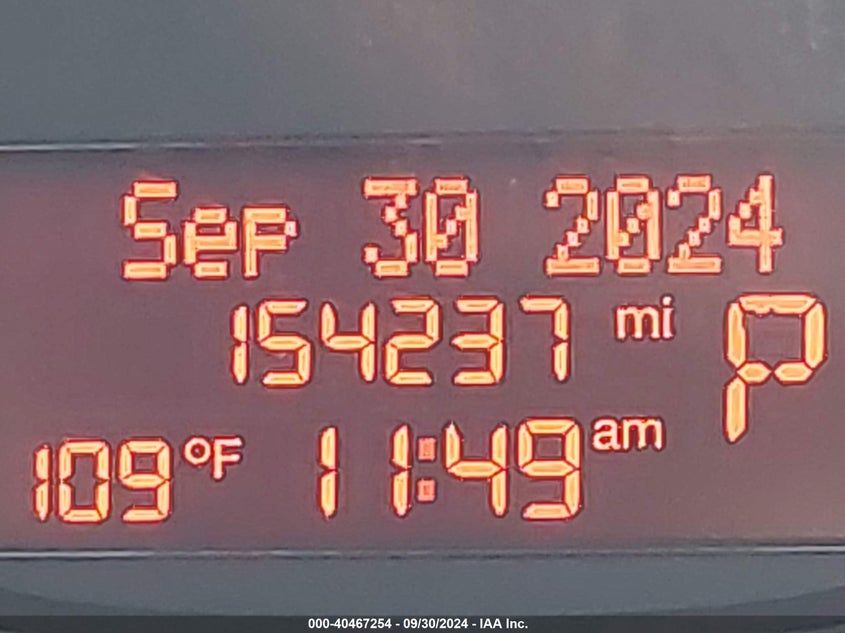 Sep 30 2024
154237 mi P
109 °F 11:49 am
000-40467254 - 09/30/2024 - IAA Inc.